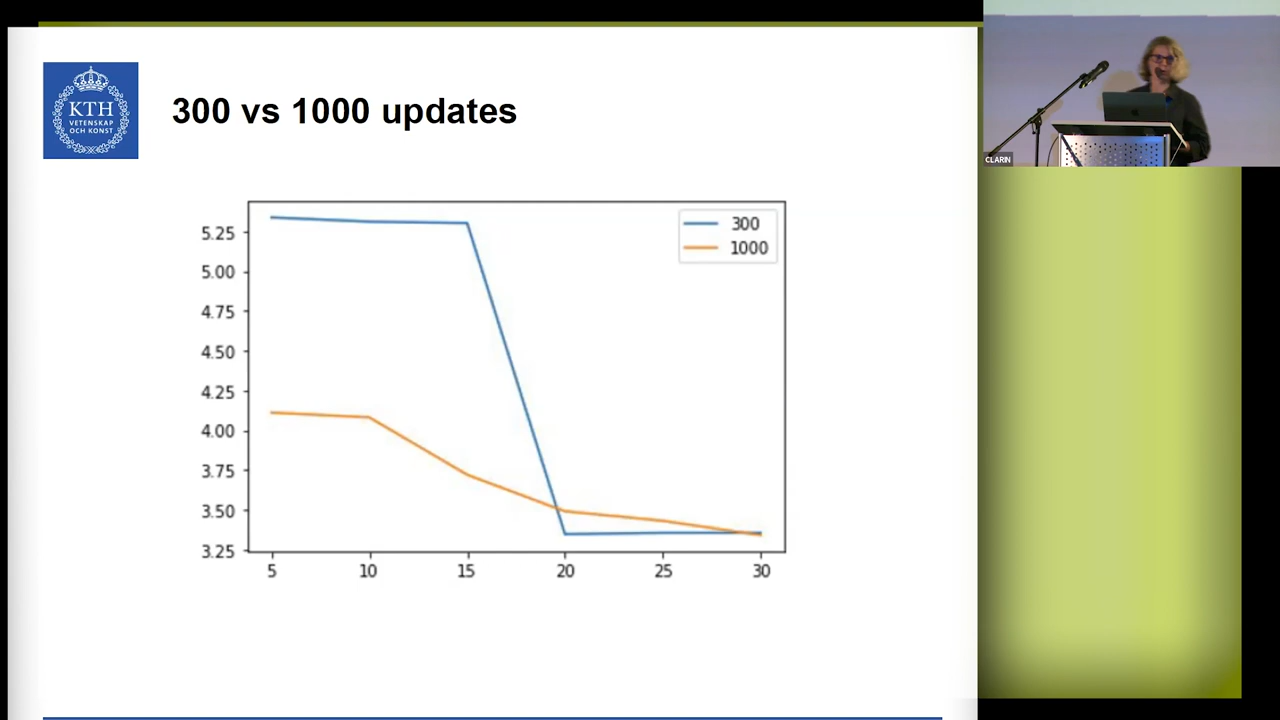 KTH
VETENSKAP
OCH KONST
300 vs 1000 updates
300
1000
5.25
5.00
4.75
4.50
4.25
4.00
3.75
3.50
3.25
5 10 15 20 25 30
CLARIN